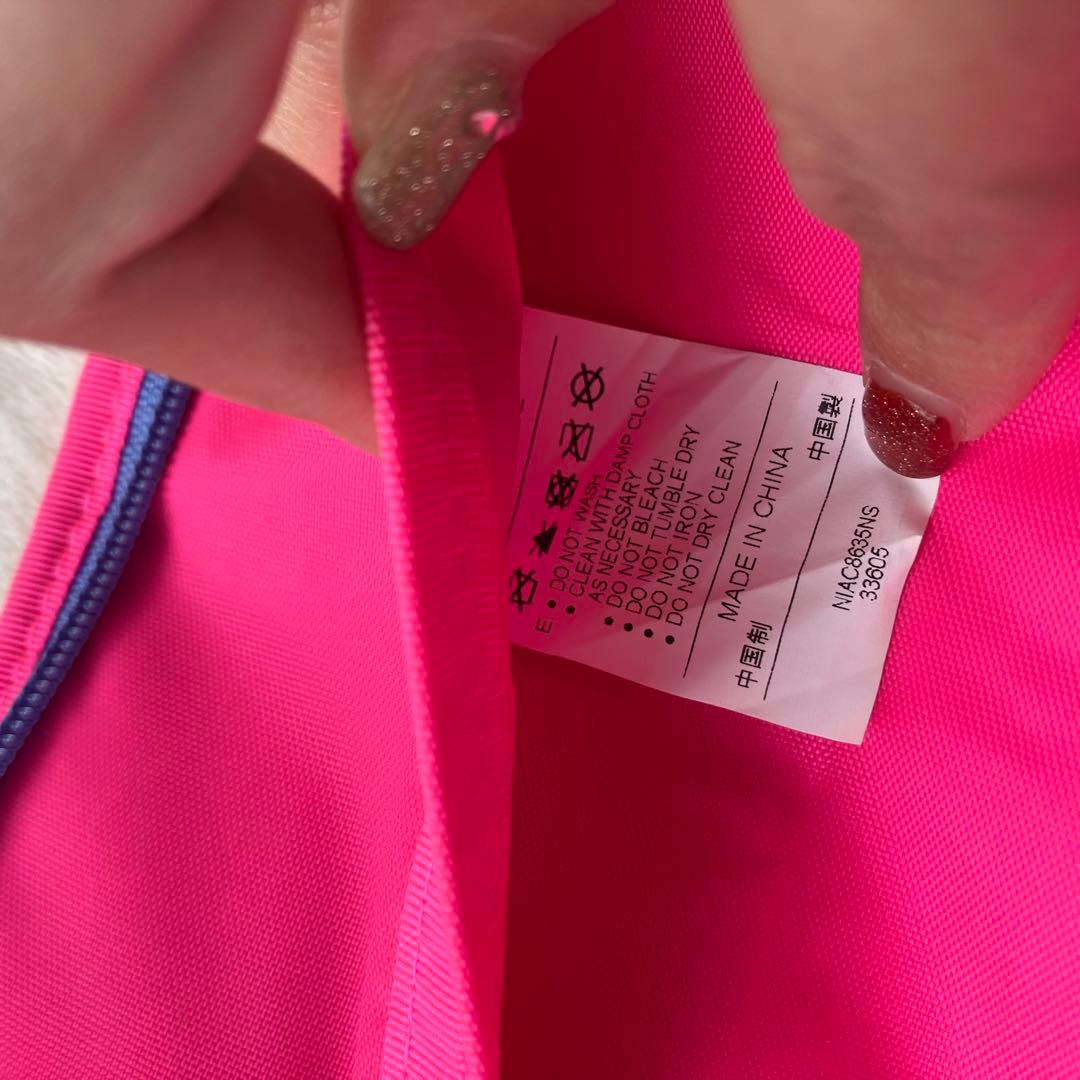 E.
• DO NOT WASH
• CLEAN WITH DAMP CLOTH
AS NECESSARY
• DO NOT BLEACH
• DO NOT TUMBLE DRY
• DO NOT IRON
• DO NOT DRY CLEAN
MADE IN CHINA
中国制
中国製
NIAC8635NS
33605